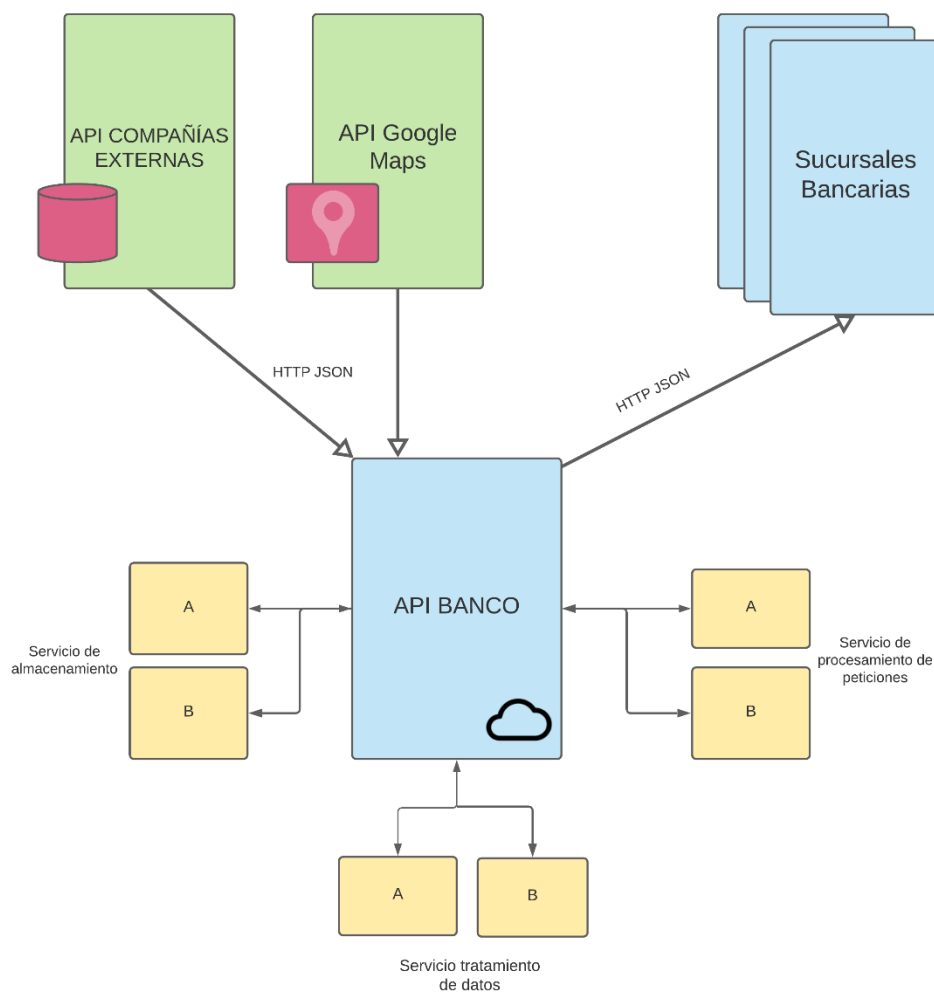 API COMPAÑÍAS
EXTERNAS
API Google
Maps
Sucursales
Bancarias
HTTP JSON
HTTP JSON
API BANCO
A
B
Servicio de
almacenamiento
A
B
Servicio de
procesamiento de
peticiones
A
B
Servicio tratamiento
de datos